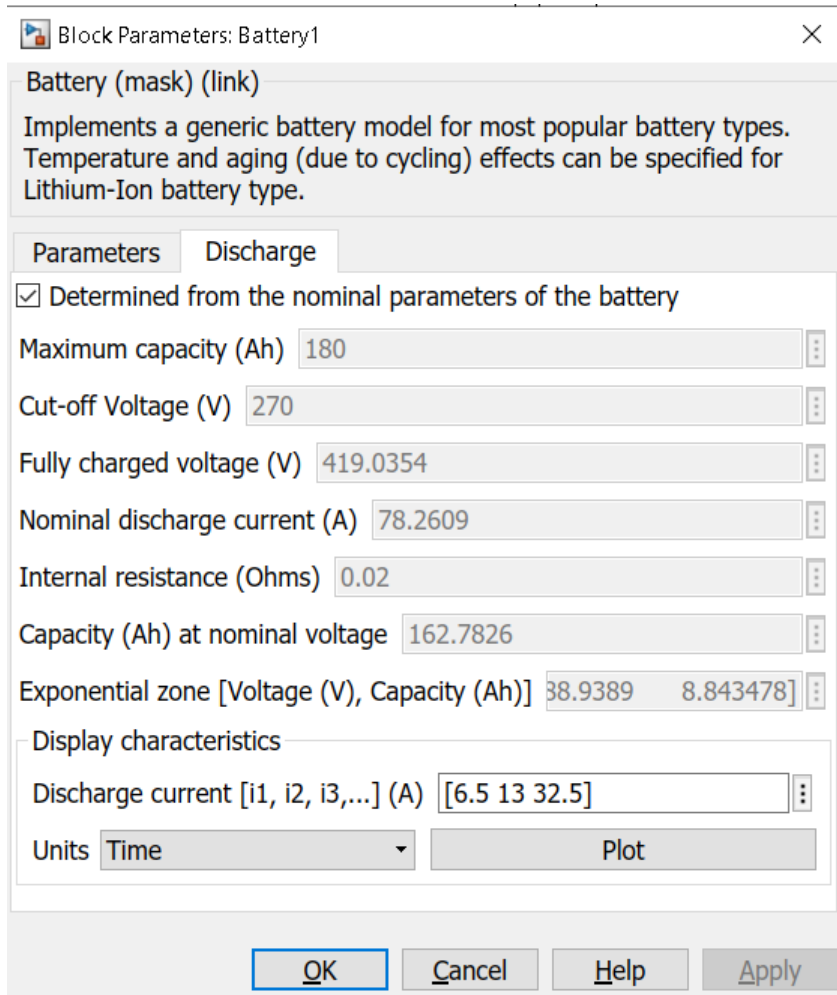 Block Parameters: Battery1
Battery (mask) (link)
Implements a generic battery model for most popular battery types.
Temperature and aging (due to cycling) effects can be specified for
Lithium-Ion battery type.
Parameters Discharge
Determined from the nominal parameters of the battery
Maximum capacity (Ah) 180
Cut-off Voltage (V) 270
Fully charged voltage (V) 419.0354
Nominal discharge current (A) 78.2609
Internal resistance (Ohms) 0.02
Capacity (Ah) at nominal voltage 162.7826
Exponential zone [Voltage (V), Capacity (Ah)] 38.9389 8.843478]
Display characteristics
Discharge current [i1, i2, i3,...] (A) [6.5 13 32.5]
Units Time Plot
OK Cancel Help Apply